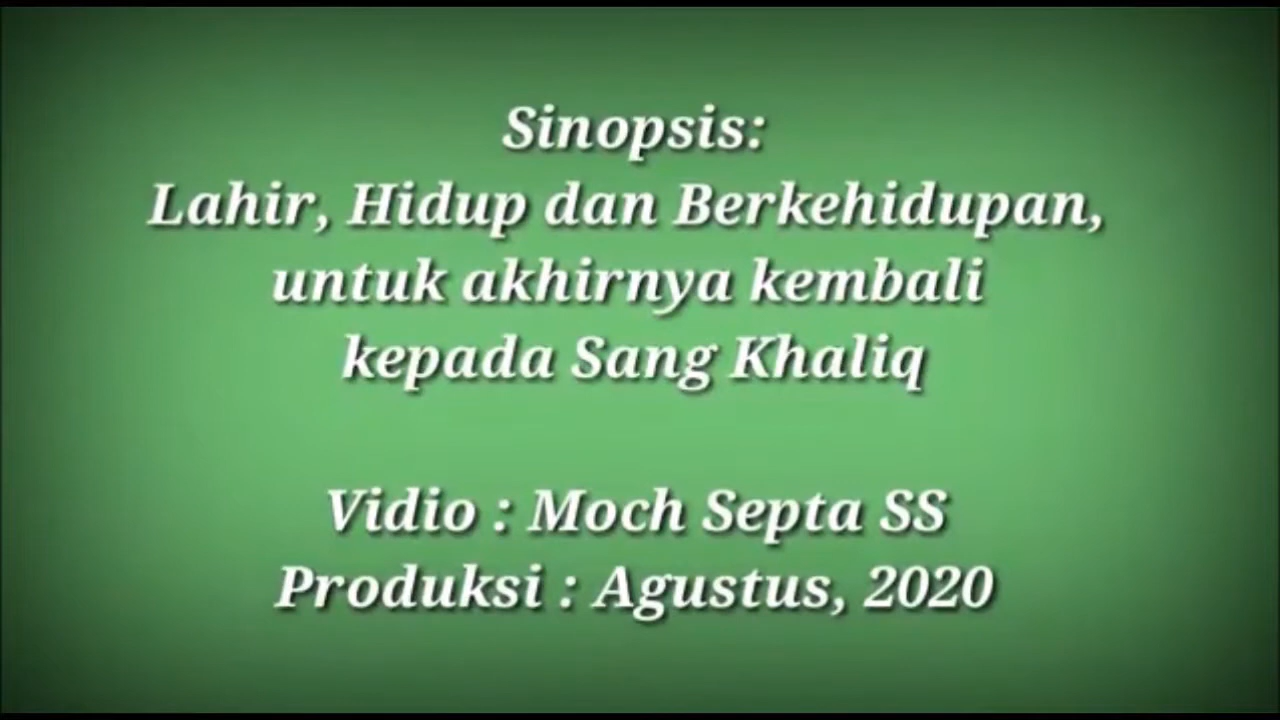 Sinopsis:
Lahir, Hidup dan Berkehidupan,
untuk akhirnya kembali
kepada Sang Khaliq
Vidio : Moch Septa SS
Produksi : Agustus, 2020